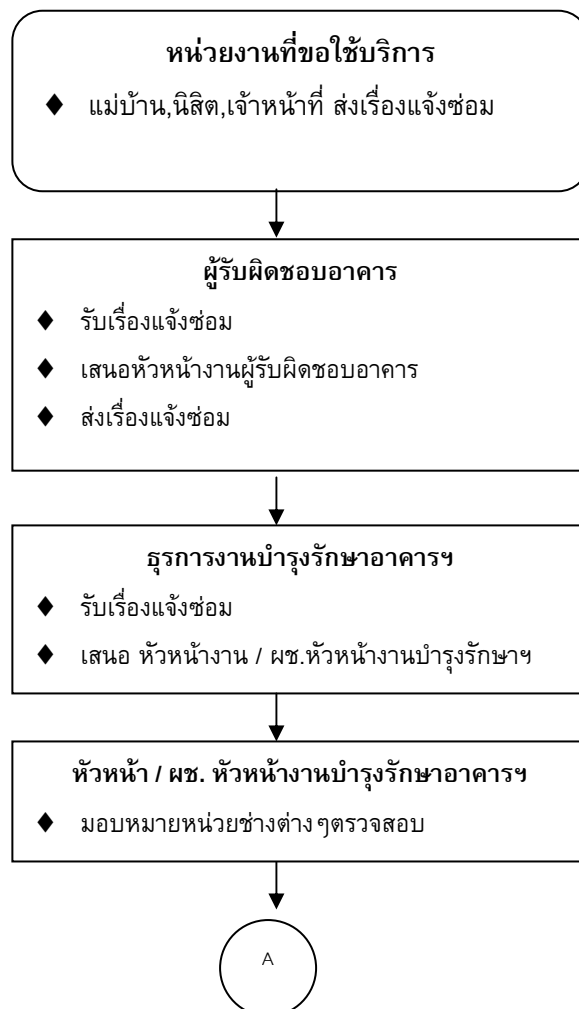 หน่วยงานที่ขอใช้บริการ
♦ แม่บ้าน,นิสิต,เจ้าหน้าที่ ส่งเรื่องแจ้งซ่อม
ผู้รับผิดชอบอาคาร
♦ รับเรื่องแจ้งซ่อม
♦ เสนอหัวหน้างานผู้รับผิดชอบอาคาร
♦ ส่งเรื่องแจ้งซ่อม
ธุรการงานบำรุงรักษาอาคารฯ
♦ รับเรื่องแจ้งซ่อม
♦ เสนอ หัวหน้างาน / ผช.หัวหน้างานบำรุงรักษาฯ
หัวหน้า / ผช. หัวหน้างานบำรุงรักษาอาคารฯ
♦ มอบหมายหน่วยช่างต่างๆตรวจสอบ
A